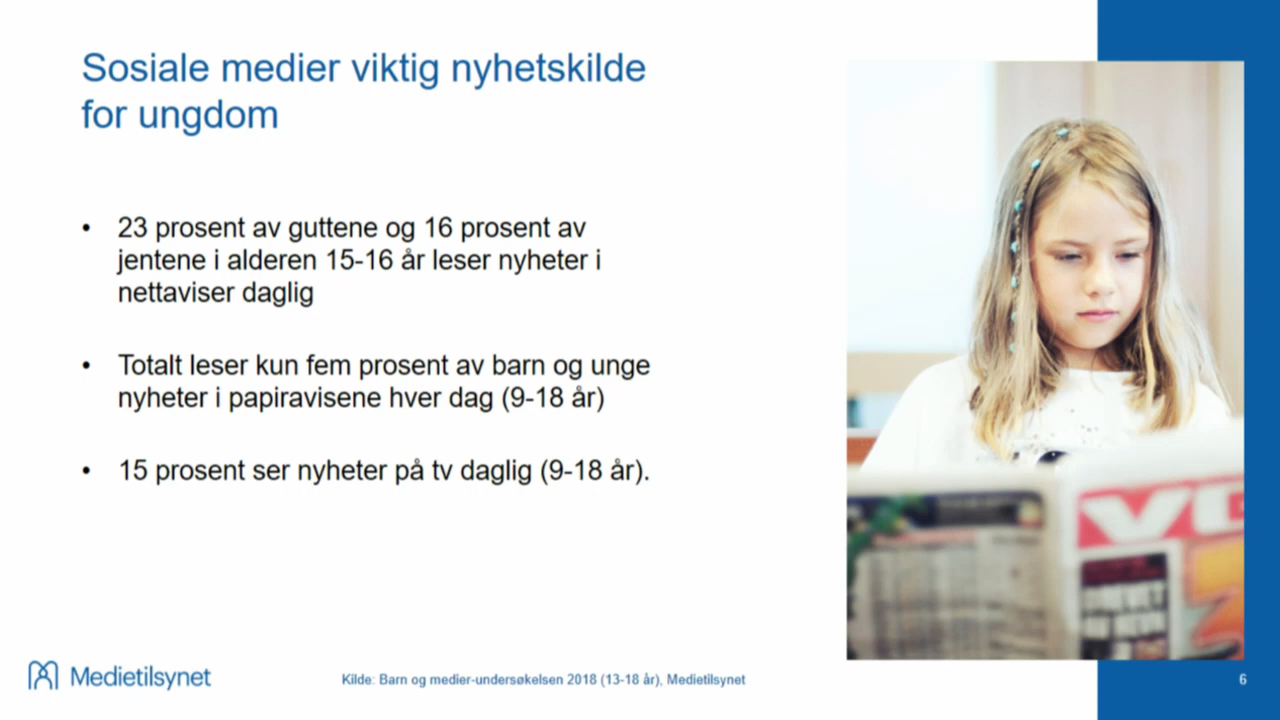 Sosiale medier viktig nyhetskilde
for ungdom
• 23 prosent av guttene og 16 prosent av
jentene i alderen 15-16 år leser nyheter i
nettaviser daglig
• Totalt leser kun fem prosent av barn og unge
nyheter i papiravisene hver dag (9-18 år)
• 15 prosent ser nyheter på tv daglig (9-18 år).
VG
Medietilsynet
Kilde: Barn og medier-undersøkelsen 2018 (13-18 år), Medietilsynet
6